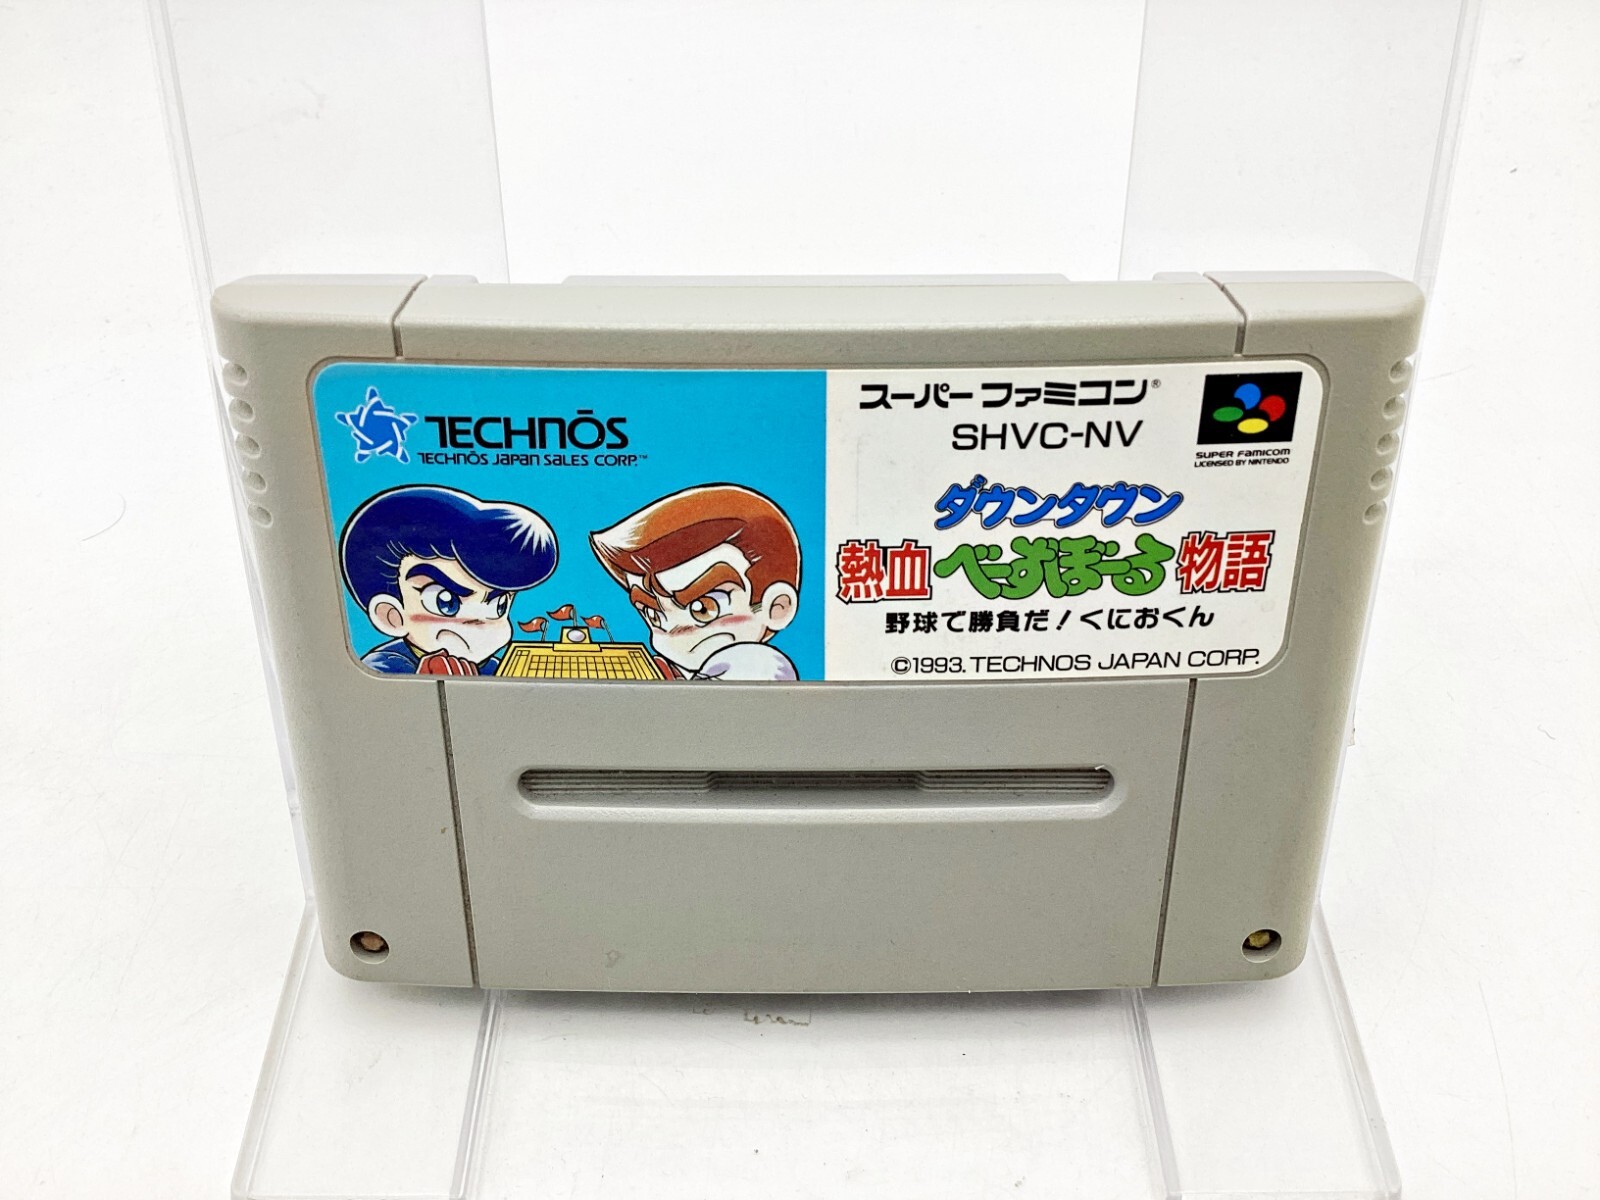 TECHNŌS
TECHNŌS JAPAN SALES CORP.™
スーパーファミコン®
SHVC-NV
SUPER FAMICOM
LICENSED BY NINTENDO
ダウンタウン
熱血べーすぼーる物語
野球で勝負だ！くにおくん
©1993. TECHNOS JAPAN CORP.